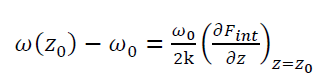 ω(z₀) − ω₀ = ω₀/2k (∂F_int/∂z)_{z=z₀}